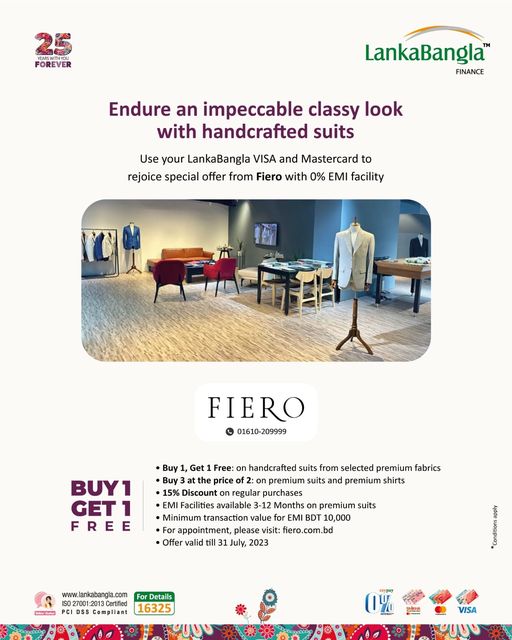 25
YEARS WITH YOU
FOREVER
LankaBangla™
FINANCE
Endure an impeccable classy look
with handcrafted suits
Use your LankaBangla VISA and Mastercard to
rejoice special offer from Fiero with 0% EMI facility
FIERO
01610-209999
BUY 1
GET 1
FREE
• Buy 1, Get 1 Free: on handcrafted suits from selected premium fabrics
• Buy 3 at the price of 2: on premium suits and premium shirts
• 15% Discount on regular purchases
• EMI Facilities available 3-12 Months on premium suits
• Minimum transaction value for EMI BDT 10,000
• For appointment, please visit: fiero.com.bd
• Offer valid till 31 July, 2023
*Conditions apply
www.lankabangla.com
ISO 27001:2013 Certified
PCI DSS Compliant
For Details
16325
0%
VISA